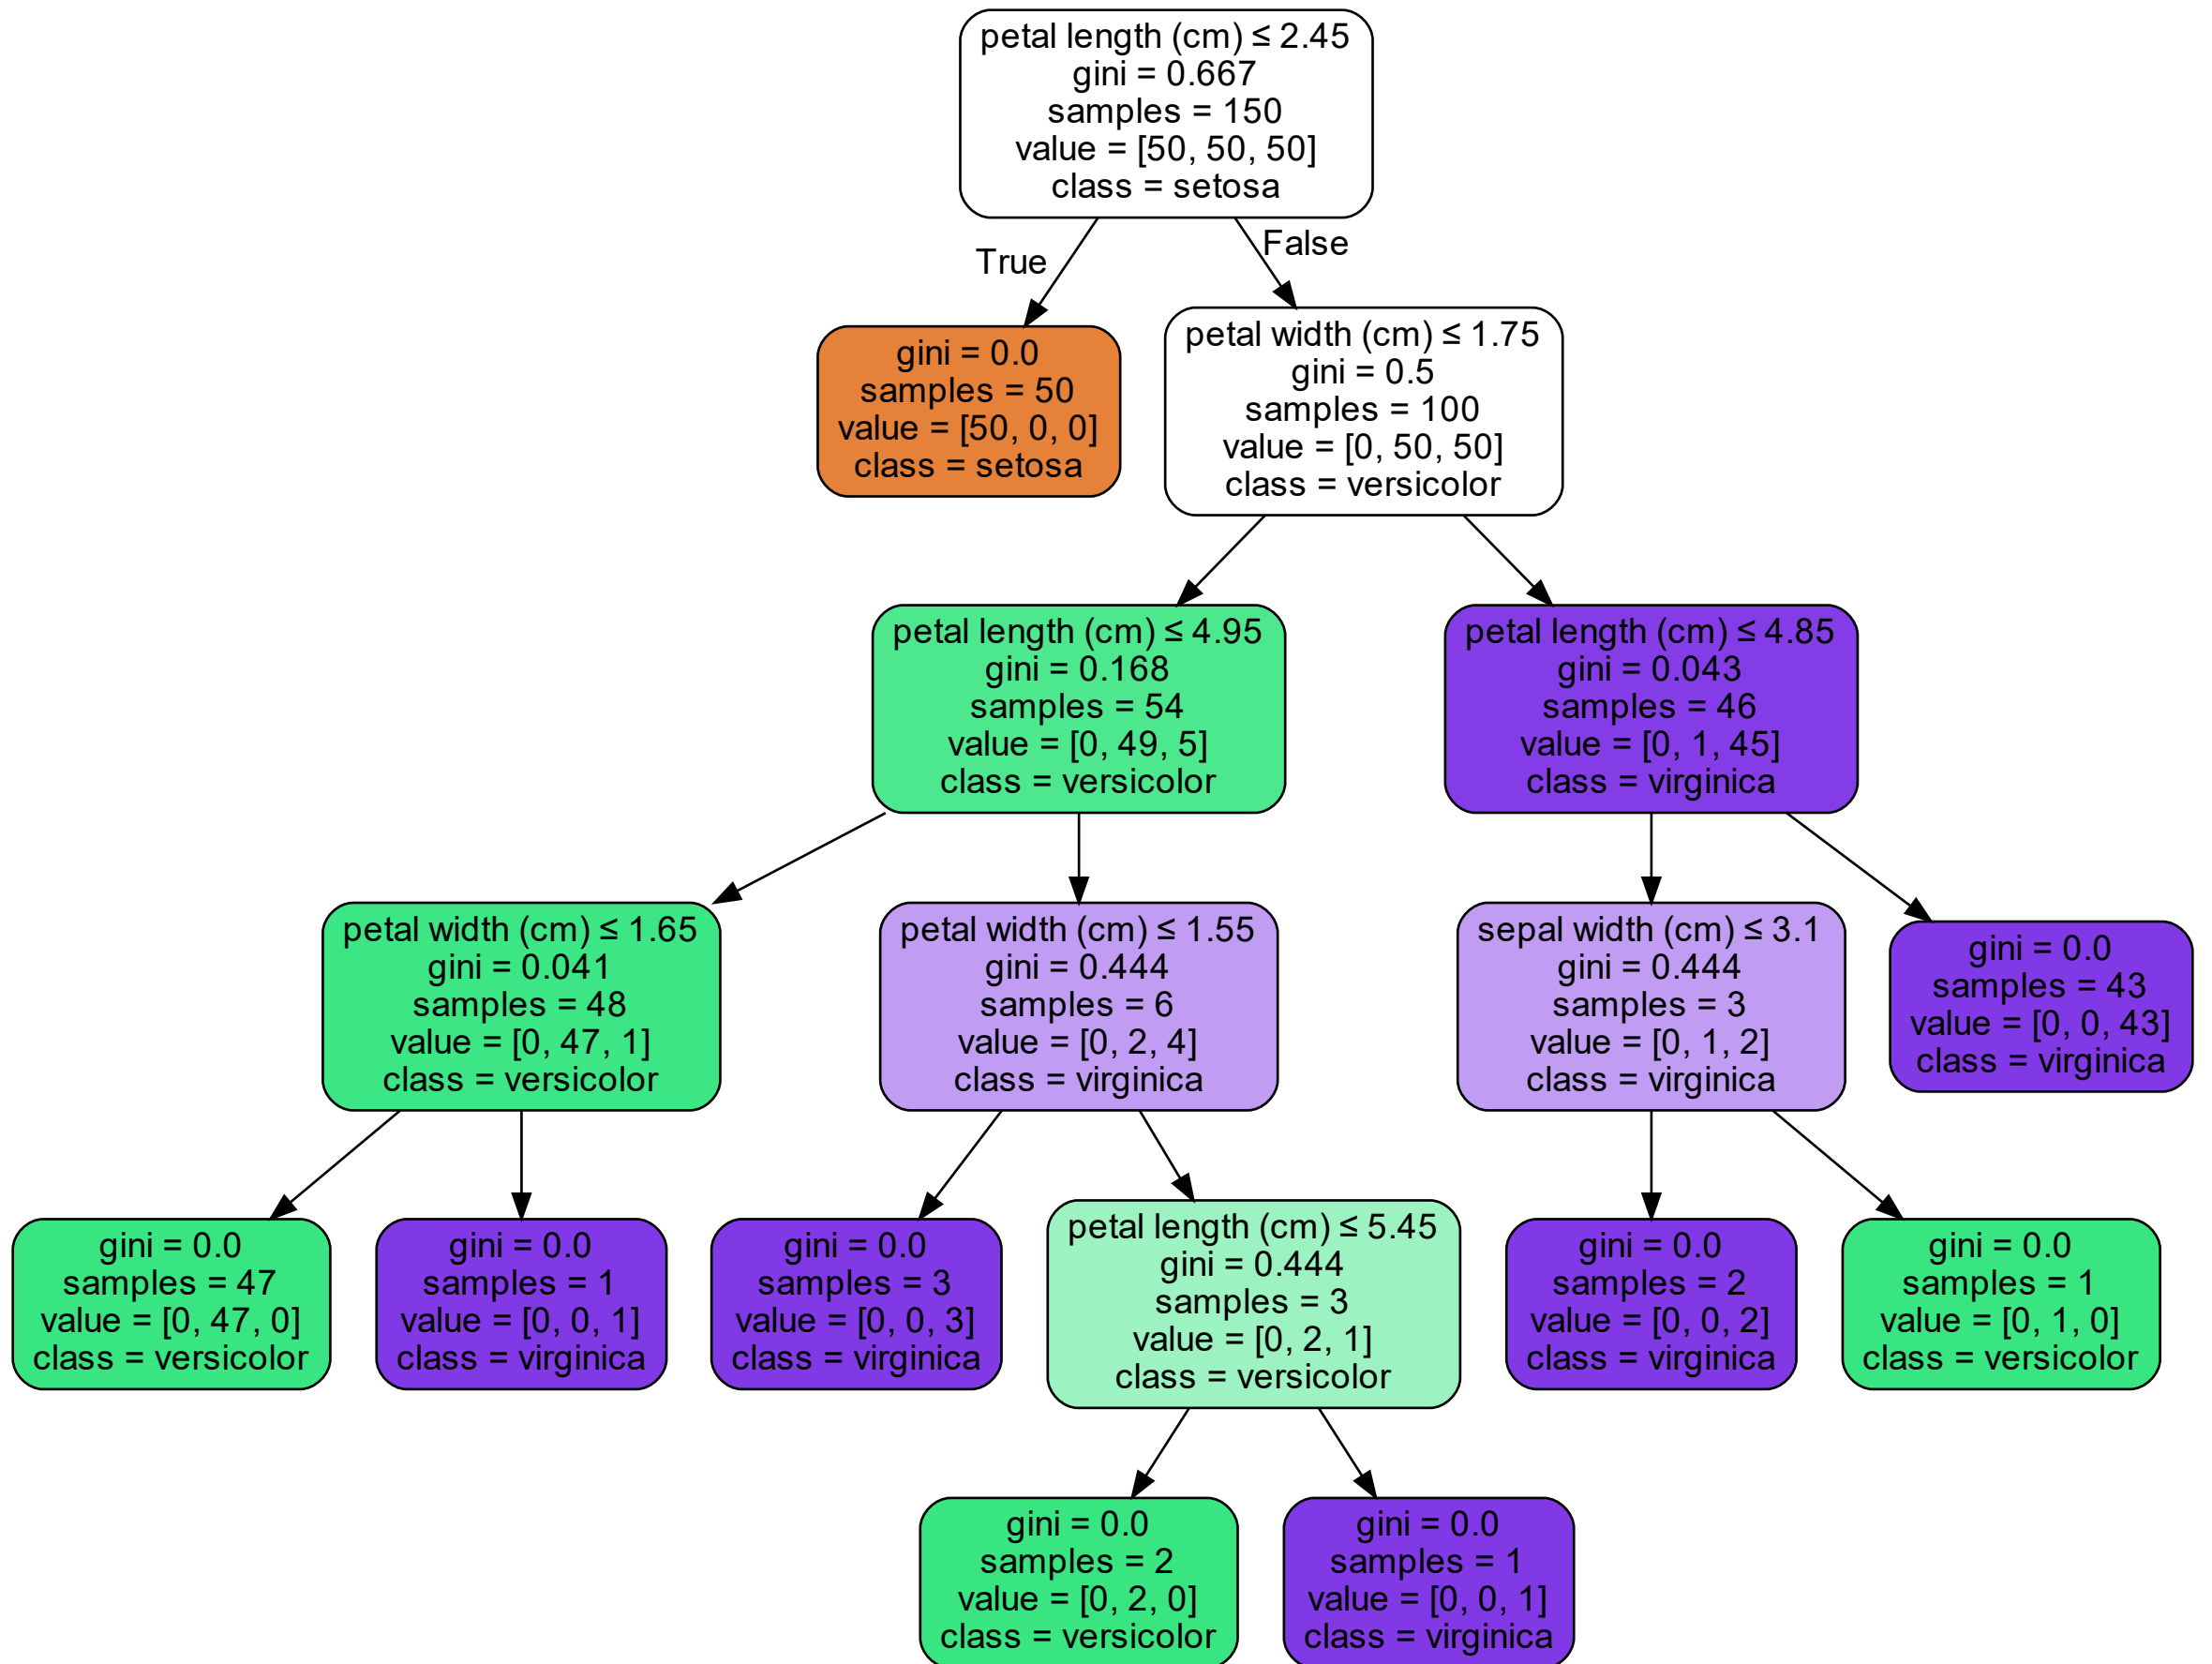 petal length (cm) ≤ 2.45
gini = 0.667
samples = 150
value = [50, 50, 50]
class = setosa
True
False
gini = 0.0
samples = 50
value = [50, 0, 0]
class = setosa
petal width (cm) ≤ 1.75
gini = 0.5
samples = 100
value = [0, 50, 50]
class = versicolor
petal length (cm) ≤ 4.95
gini = 0.168
samples = 54
value = [0, 49, 5]
class = versicolor
petal length (cm) ≤ 4.85
gini = 0.043
samples = 46
value = [0, 1, 45]
class = virginica
petal width (cm) ≤ 1.65
gini = 0.041
samples = 48
value = [0, 47, 1]
class = versicolor
petal width (cm) ≤ 1.55
gini = 0.444
samples = 6
value = [0, 2, 4]
class = virginica
sepal width (cm) ≤ 3.1
gini = 0.444
samples = 3
value = [0, 1, 2]
class = virginica
gini = 0.0
samples = 43
value = [0, 0, 43]
class = virginica
gini = 0.0
samples = 47
value = [0, 47, 0]
class = versicolor
gini = 0.0
samples = 1
value = [0, 0, 1]
class = virginica
gini = 0.0
samples = 3
value = [0, 0, 3]
class = virginica
petal length (cm) ≤ 5.45
gini = 0.444
samples = 3
value = [0, 2, 1]
class = versicolor
gini = 0.0
samples = 2
value = [0, 0, 2]
class = virginica
gini = 0.0
samples = 1
value = [0, 1, 0]
class = versicolor
gini = 0.0
samples = 2
value = [0, 2, 0]
class = versicolor
gini = 0.0
samples = 1
value = [0, 0, 1]
class = virginica